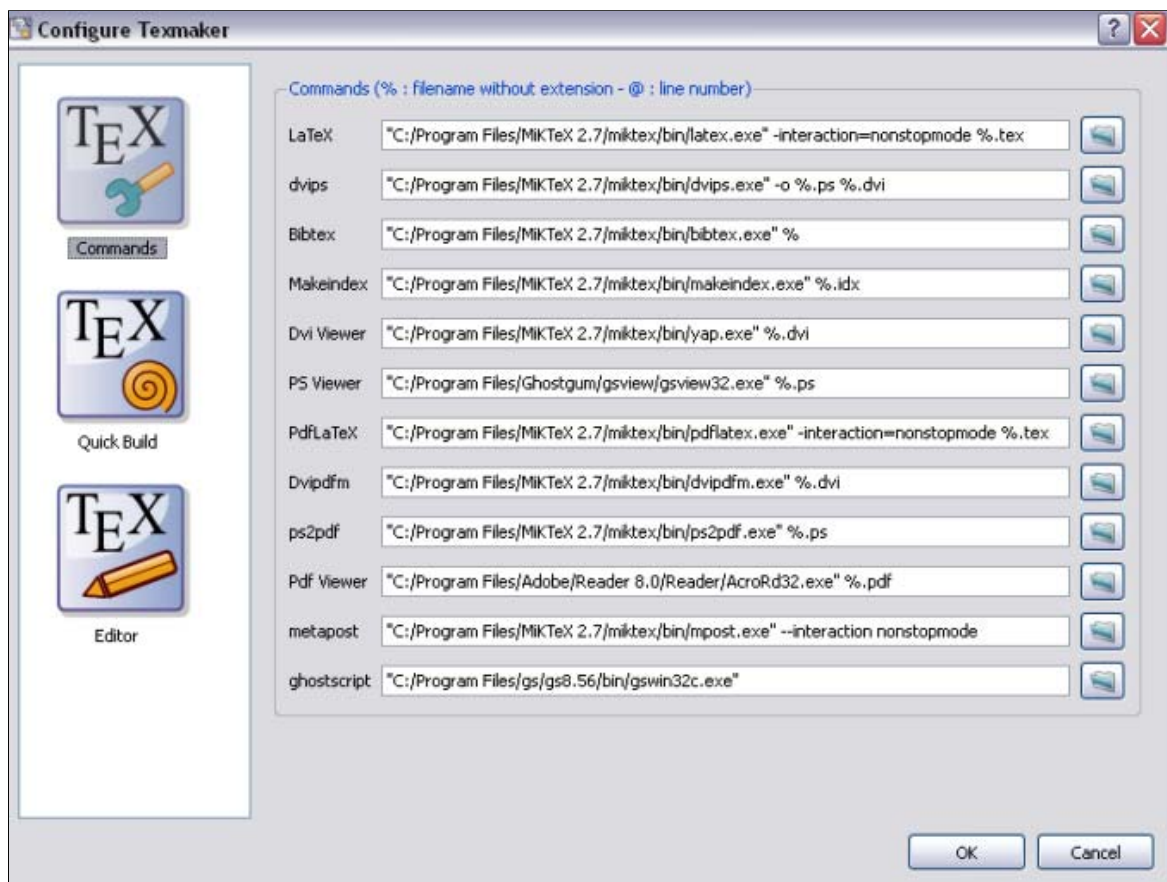 Configure Texmaker
TEX
Commands
TEX
Quick Build
TEX
Editor
Commands (% : filename without extension - @ : line number)
LaTeX "C:/Program Files/MiKTeX 2.7/miktex/bin/latex.exe" -interaction=nonstopmode %.tex
dvips "C:/Program Files/MiKTeX 2.7/miktex/bin/dvips.exe" -o %.ps %.dvi
Bibtex "C:/Program Files/MiKTeX 2.7/miktex/bin/bibtex.exe" %
Makeindex "C:/Program Files/MiKTeX 2.7/miktex/bin/makeindex.exe" %.idx
Dvi Viewer "C:/Program Files/MiKTeX 2.7/miktex/bin/yap.exe" %.dvi
PS Viewer "C:/Program Files/Ghostgum/gsview/gsview32.exe" %.ps
PdfLaTeX "C:/Program Files/MiKTeX 2.7/miktex/bin/pdflatex.exe" -interaction=nonstopmode %.tex
Dvipdfm "C:/Program Files/MiKTeX 2.7/miktex/bin/dvipdfm.exe" %.dvi
ps2pdf "C:/Program Files/MiKTeX 2.7/miktex/bin/ps2pdf.exe" %.ps
Pdf Viewer "C:/Program Files/Adobe/Reader 8.0/Reader/AcroRd32.exe" %.pdf
metapost "C:/Program Files/MiKTeX 2.7/miktex/bin/mpost.exe" --interaction nonstopmode
ghostscript "C:/Program Files/gs/gs8.56/bin/gswin32c.exe"
OK Cancel